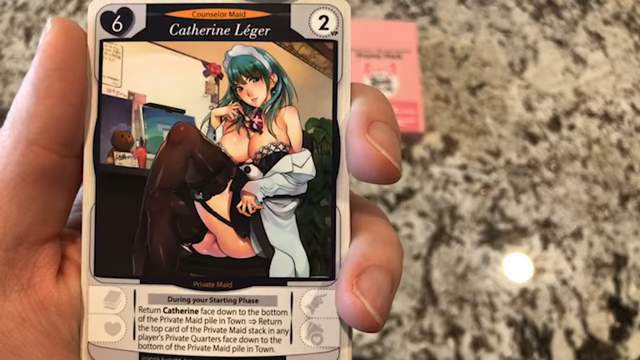 Counselor Maid
6
Catherine Léger
2
VP
Private Maid
During your Starting Phase
Return Catherine face down to the bottom
of the Private Maid pile in Town ⇒ Return
the top card of the Private Maid stack in any
player's Private Quarters face down to the
bottom of the Private Maid pile in Town.